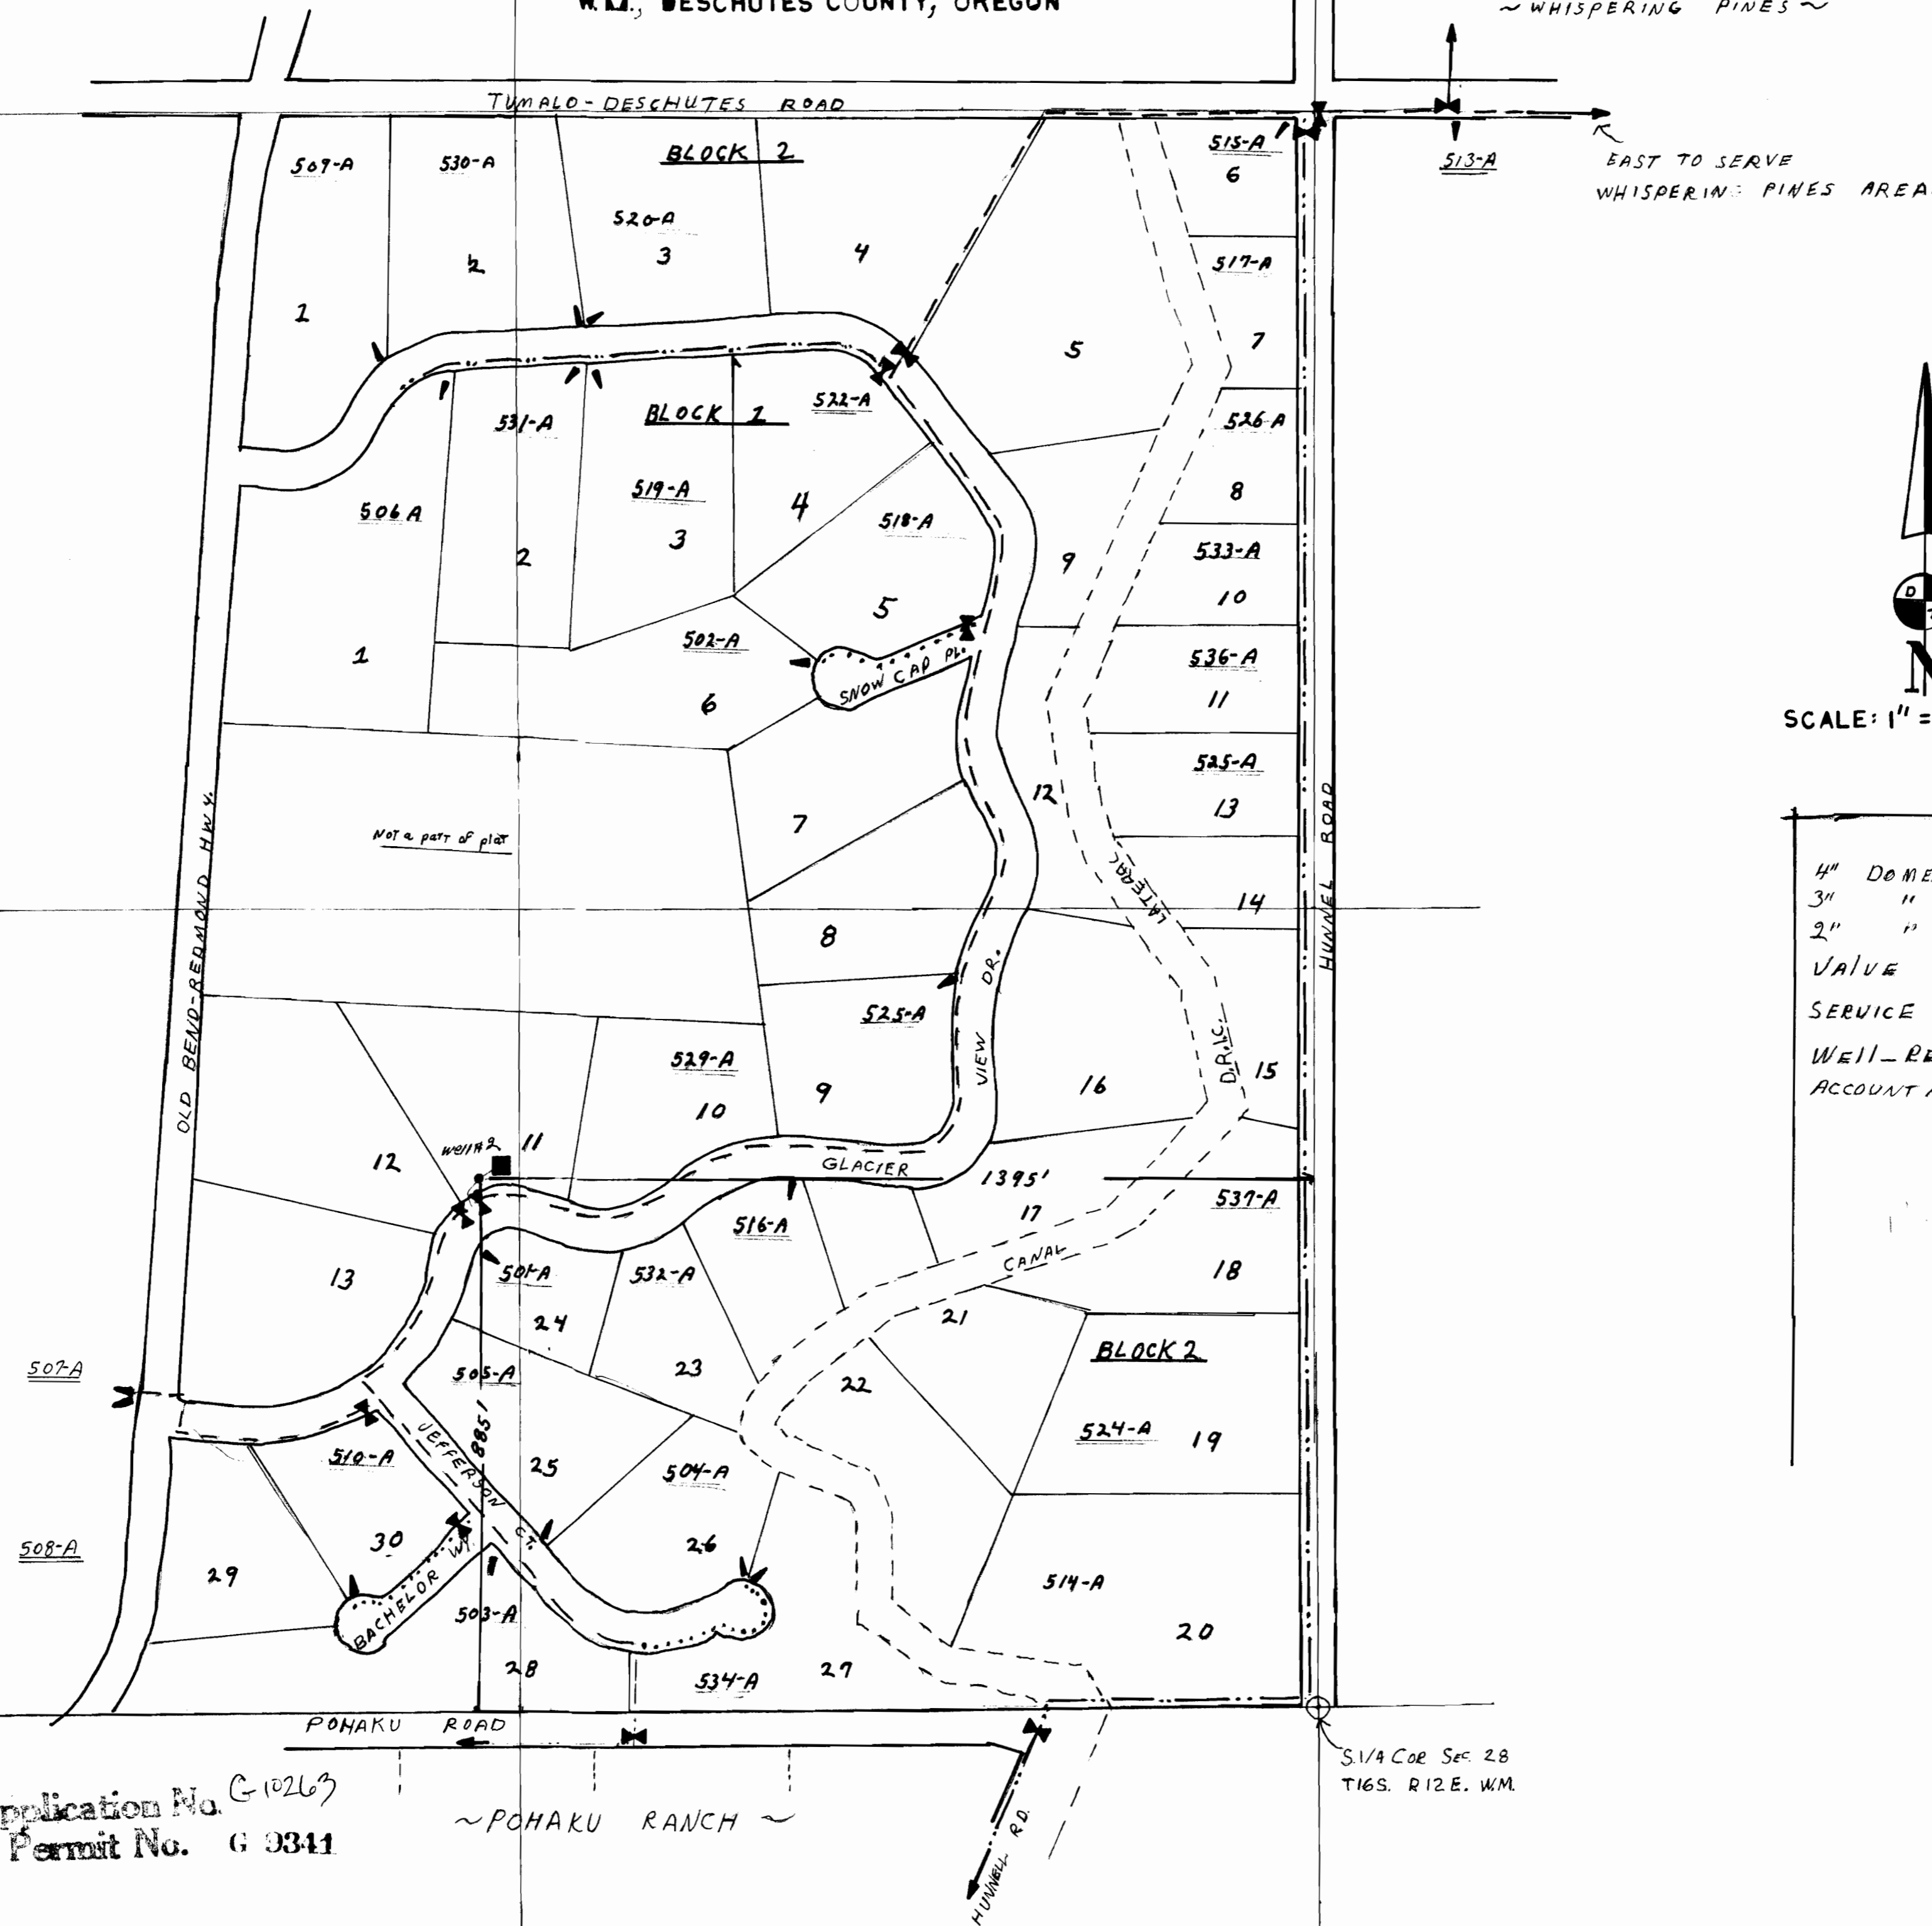 W.M., DESCHUTES COUNTY, OREGON
~ WHISPERING PINES ~
TUMALO-DESCHUTES ROAD
EAST TO SERVE
WHISPERING PINES AREA
509-A
530-A
BLOCK 2
520-A
515-A
513-A
6
1
2
3
4
5
517-A
7
531-A
BLOCK 1
522-A
526-A
8
506 A
519-A
518-A
1
2
3
4
5
9
533-A
10
502-A
6
SNOW CAP PL.
536-A
11
SCALE: 1" =
D
N
525-A
13
12
7
Not a part of plat
OLD BEND-REDMOND HWY.
HUNNEL ROAD
LATERAL
14
8
4" DOME
3" "
2" "
VALVE
SERVICE
WELL-RE
ACCOUNT
525-A
VIEW DR.
D.R.I.C.
15
16
529-A
10
9
Well #2
11
12
GLACIER
1395'
537-A
17
516-A
CANAL
18
13
501-A
532-A
24
23
21
BLOCK 2
507-A
505-A
22
885'
JEFFERSON CT.
524-A
19
510-A
25
504-A
508-A
30
26
29
BACHELOR WY.
503-A
514-A
20
28
534-A
27
POHAKU ROAD
S.1/4 COR SEC. 28
T16S. R12E. W.M.
HUNNELL RD.
~POHAKU RANCH ~
pplication No. G 10263
Permit No. G 9341